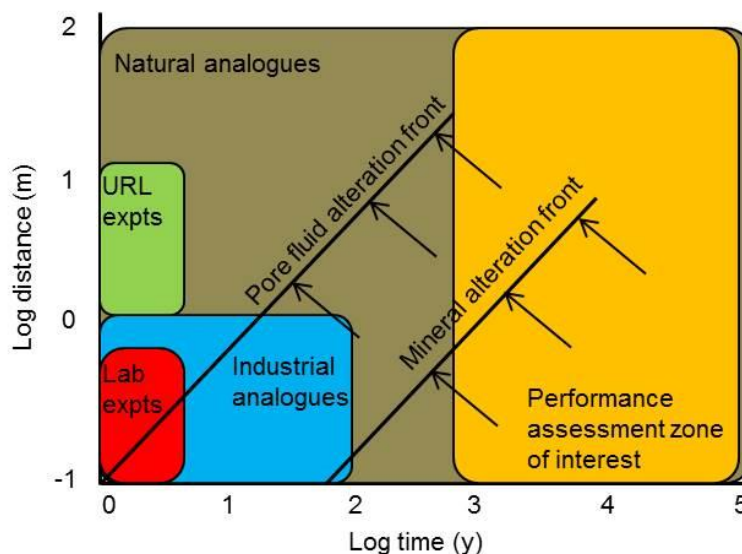 2
Natural analogues
1
URL
expts
Pore fluid alteration front
Log distance (m)
0
Mineral alteration front
Lab
expts
Industrial
analogues
Performance
assessment zone
of interest
-1
0 1 2 3 4 5
Log time (y)